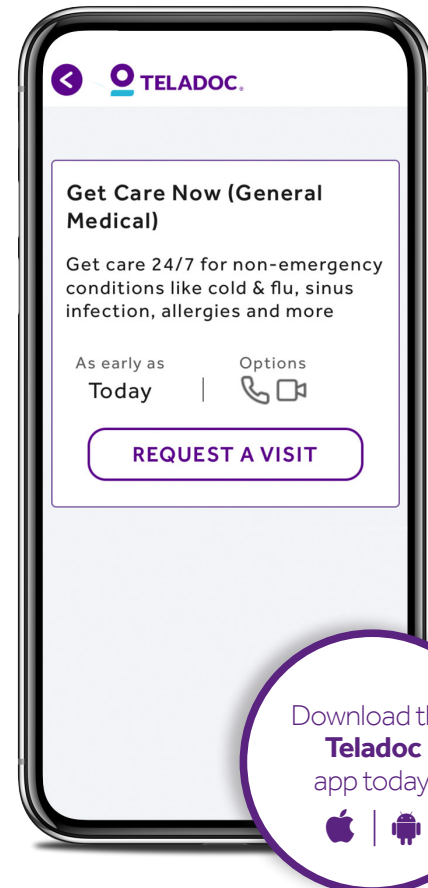 TELADOC.
Get Care Now (General
Medical)
Get care 24/7 for non-emergency
conditions like cold & flu, sinus
infection, allergies and more
As early as
Options
Today
REQUEST A VISIT
Download th
Teladoc
app today